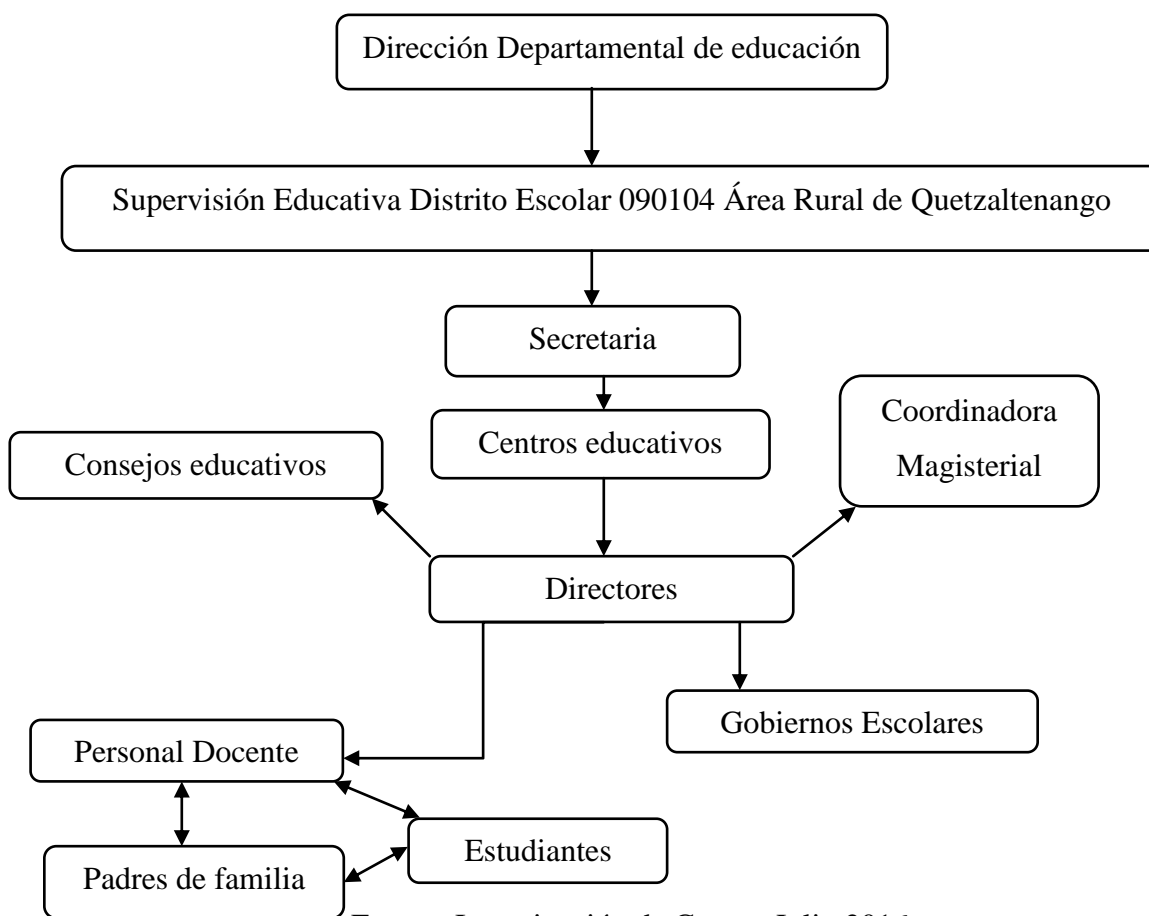 Dirección Departamental de educación
Supervisión Educativa Distrito Escolar 090104 Área Rural de Quetzaltenango
Secretaria
Coordinadora
Magisterial
Centros educativos
Consejos educativos
Directores
Gobiernos Escolares
Personal Docente
Estudiantes
Padres de familia